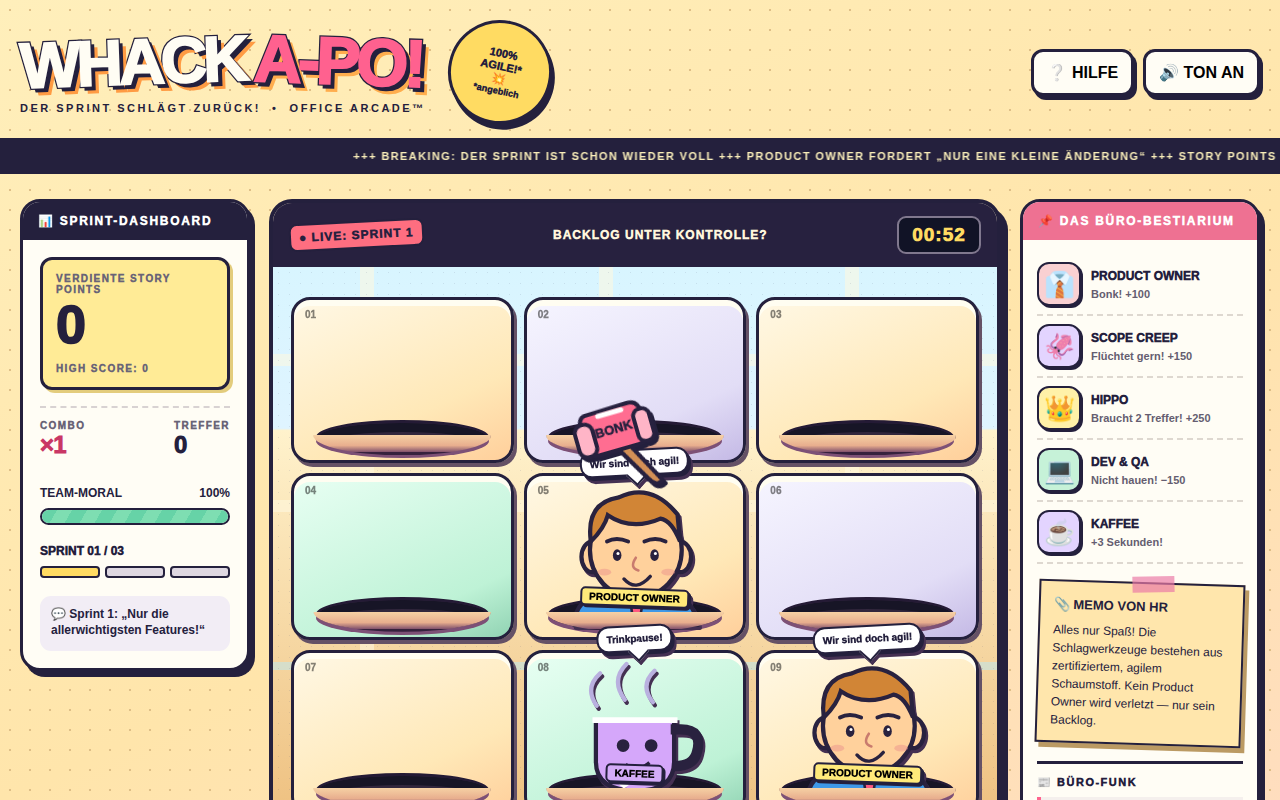 WHACK A-PO!
DER SPRINT SCHLÄGT ZURÜCK! • OFFICE ARCADE™
100%
AGILE!*
*angeblich
❔ HILFE
🔊 TON AN
+++ BREAKING: DER SPRINT IST SCHON WIEDER VOLL +++ PRODUCT OWNER FORDERT „NUR EINE KLEINE ÄNDERUNG“ +++ STORY POINTS
📊 SPRINT-DASHBOARD
VERDIENTE STORY
POINTS
0
HIGH SCORE: 0
COMBO
×1
TREFFER
0
TEAM-MORAL 100%
SPRINT 01 / 03
💬 Sprint 1: „Nur die
allerwichtigsten Features!“
● LIVE: SPRINT 1
BACKLOG UNTER KONTROLLE?
00:52
01
02
03
BONK
Wir sind doch agil!
04
05
06
PRODUCT OWNER
Trinkpause!
Wir sind doch agil!
07
08
09
KAFFEE
PRODUCT OWNER
📌 DAS BÜRO-BESTIARIUM
PRODUCT OWNER
Bonk! +100
SCOPE CREEP
Flüchtet gern! +150
HIPPO
Braucht 2 Treffer! +250
DEV & QA
Nicht hauen! −150
KAFFEE
+3 Sekunden!
📎 MEMO VON HR
Alles nur Spaß! Die
Schlagwerkzeuge bestehen aus
zertifiziertem, agilem
Schaumstoff. Kein Product
Owner wird verletzt — nur sein
Backlog.
📰 BÜRO-FUNK